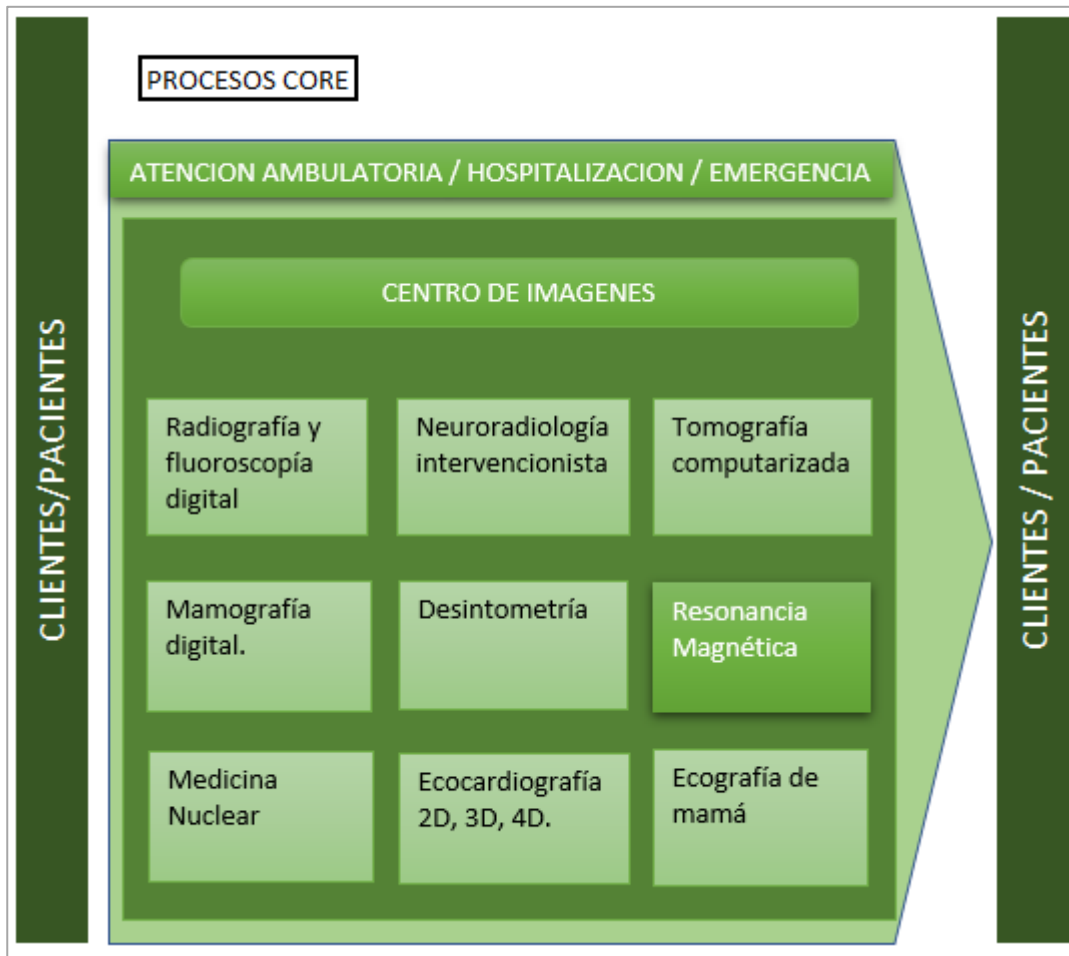 PROCESOS CORE
ATENCION AMBULATORIA / HOSPITALIZACION / EMERGENCIA
CENTRO DE IMAGENES
CLIENTES/PACIENTES
Radiografía y
fluoroscopía
digital
Neuroradiología
intervencionista
Tomografía
computarizada
Mamografía
digital.
Desintometría
Resonancia
Magnética
Medicina
Nuclear
Ecocardiografía
2D, 3D, 4D.
Ecografía de
mamá
CLIENTES / PACIENTES